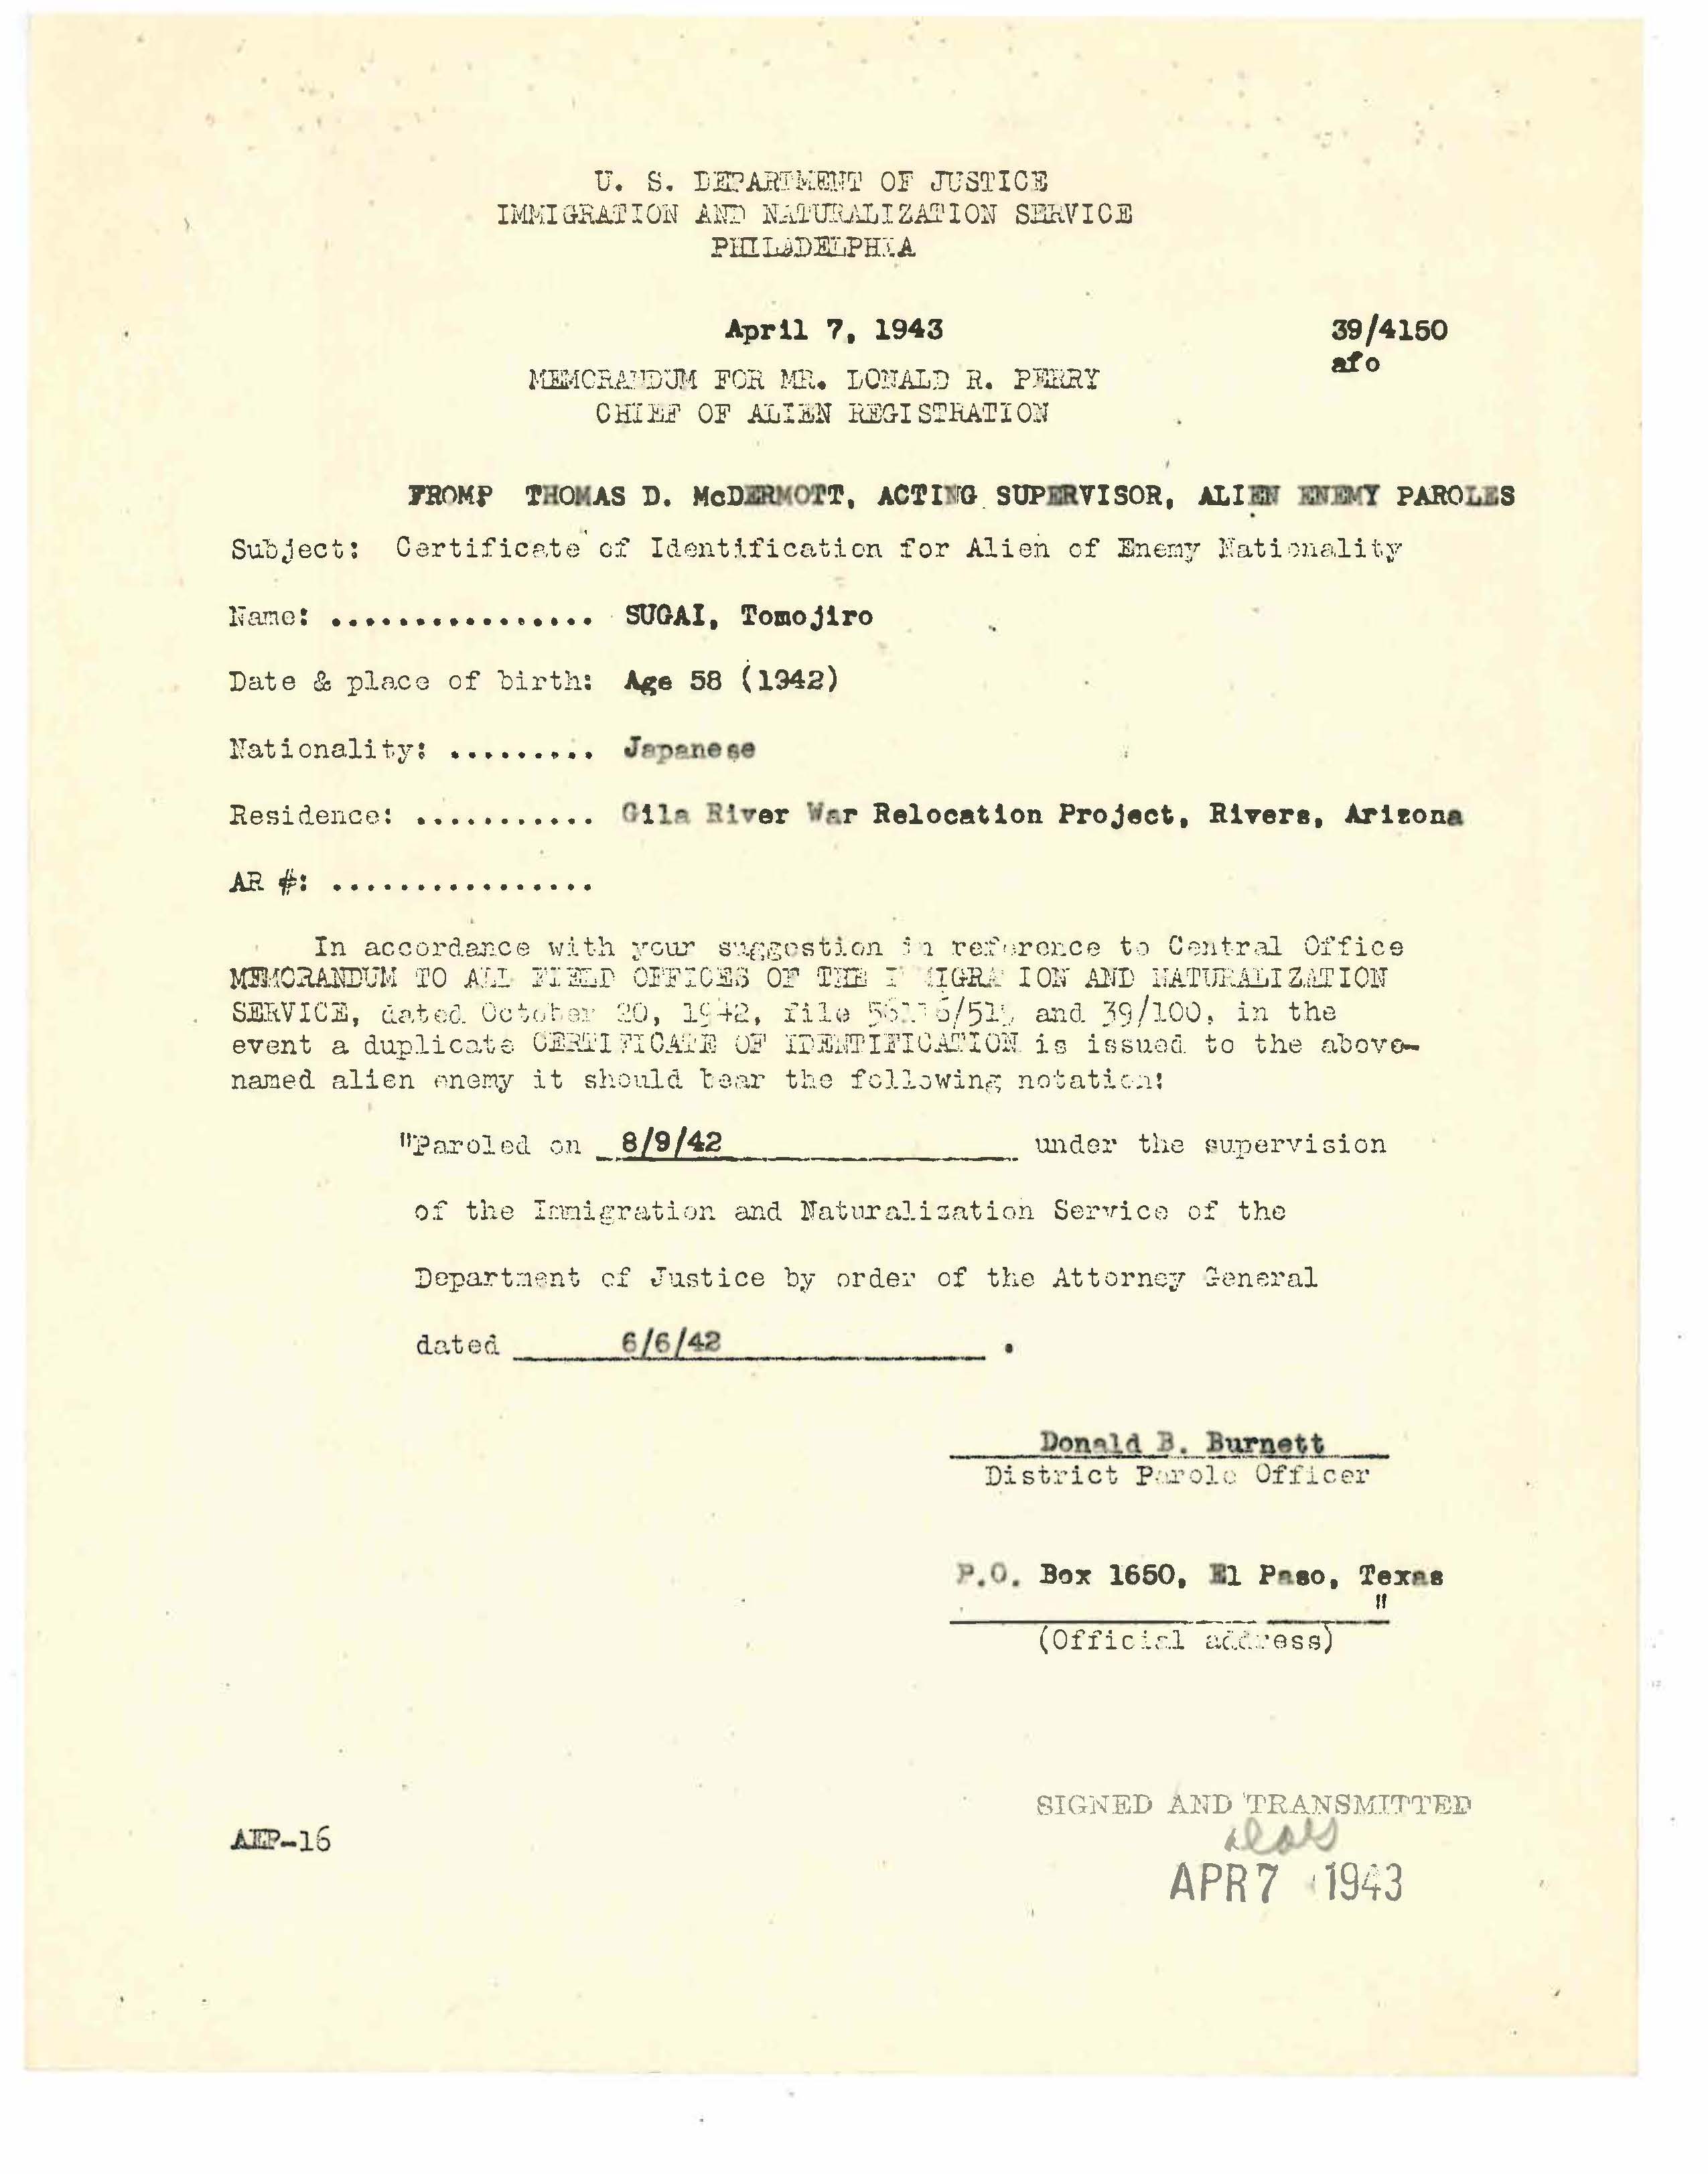 U. S. DEPARTMENT OF JUSTICE
IMMIGRATION AND NATURALIZATION SERVICE
PHILADELPHIA
April 7, 1943
39/4150
afo
MEMORANDUM FOR MR. DONALD R. PERRY
CHIEF OF ALIEN REGISTRATION
FROMP THOMAS D. McDERMOTT, ACTING SUPERVISOR, ALIEN ENEMY PAROLES
Subject: Certificate of Identification for Alien of Enemy Nationality
Name: ................ SUGAI, Tomojiro
Date & place of birth: Age 58 (1942)
Nationality: ......... Japanese
Residence: ........... Gila River War Relocation Project, Rivers, Arizona
AR #: ................
In accordance with your suggestion in reference to Central Office
MEMORANDUM TO ALL FIELD OFFICES OF THE IMMIGRATION AND NATURALIZATION
SERVICE, dated October 20, 1942, file and 39/100, in the
event a duplicate CERTIFICATE OF IDENTIFICATION is issued to the above-
named alien enemy it should bear the following notation:
"Paroled on 8/9/42 under the supervision
of the Immigration and Naturalization Service of the
Department of Justice by order of the Attorney General
dated 6/6/42 .
Donald B. Burnett
District Parole Officer
P.O. Box 1650, El Paso, Texas
"
(Official address)
SIGNED AND TRANSMITTED
APR 7 1943
AEP-16